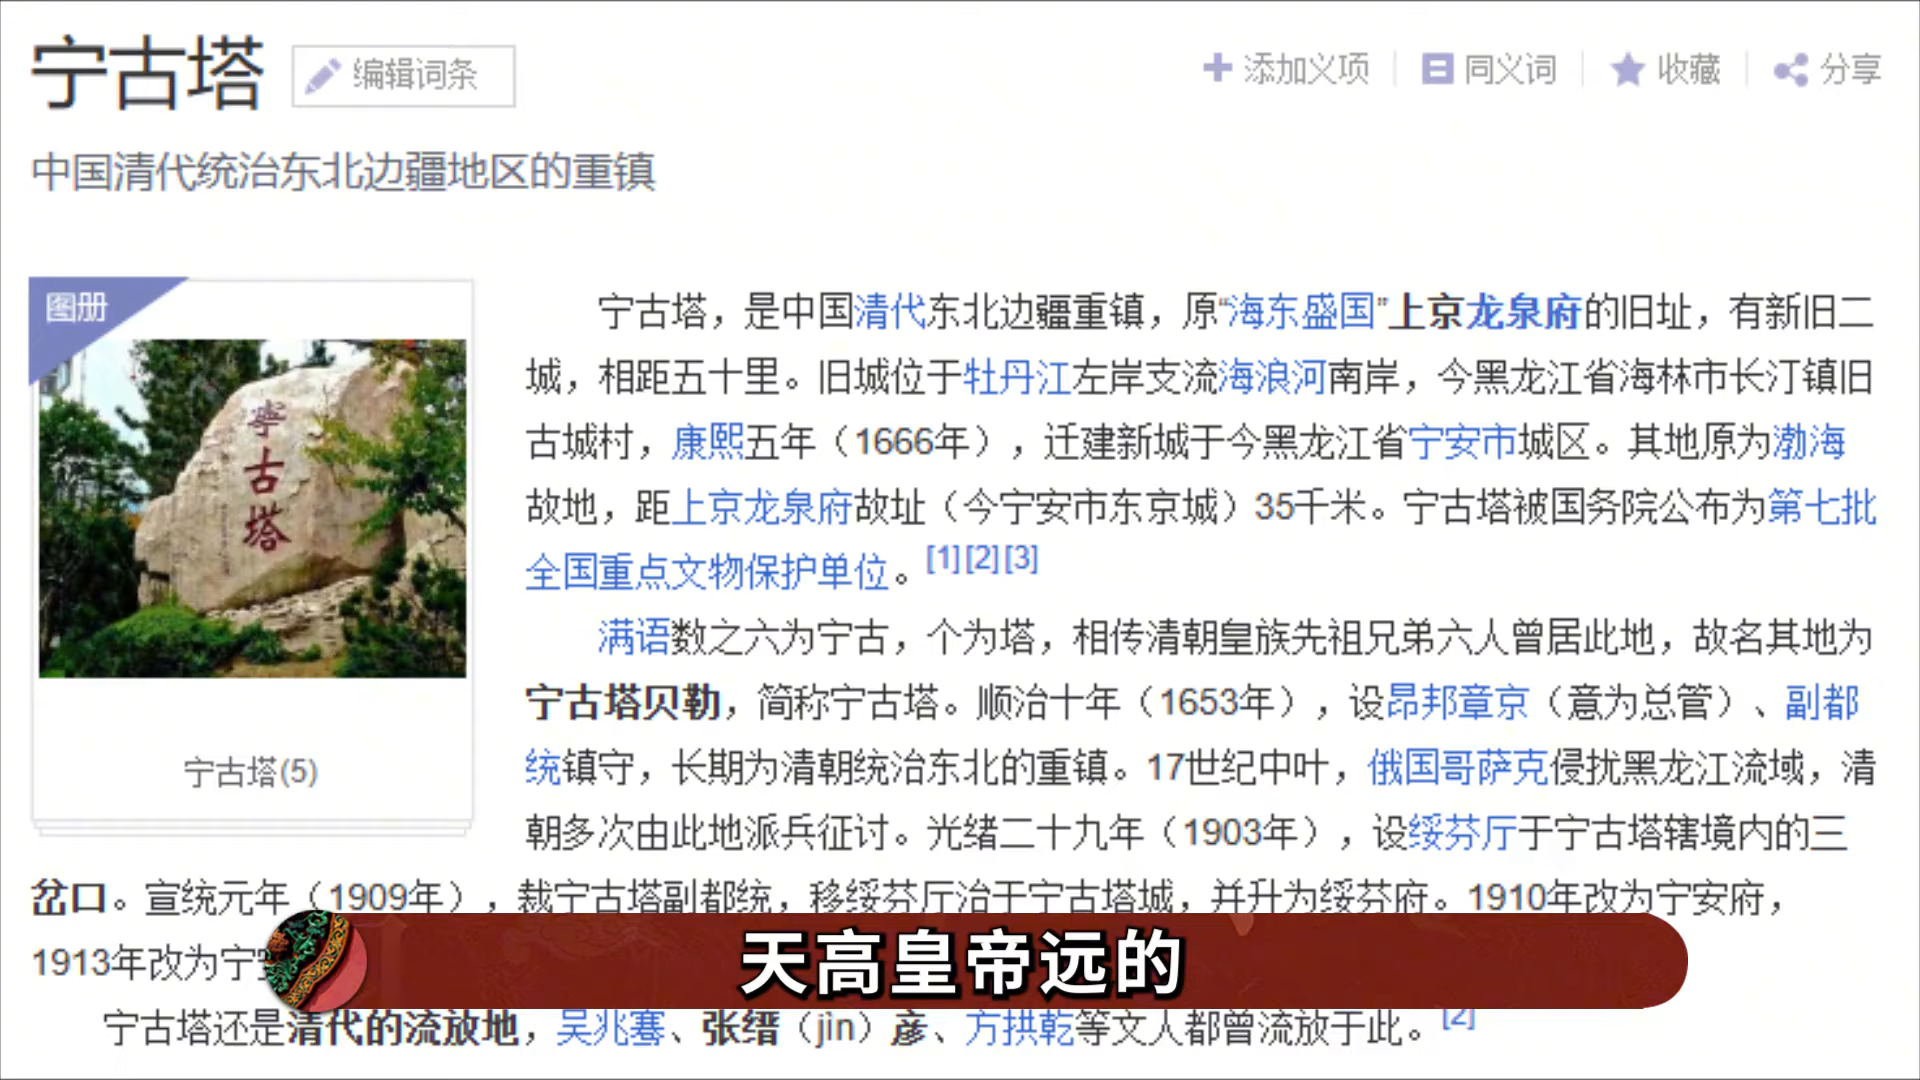 宁古塔 编辑词条 添加义项 同义词 收藏 分享
中国清代统治东北边疆地区的重镇
图册
寧古塔
宁古塔(5)
宁古塔，是中国清代东北边疆重镇，原“海东盛国”上京龙泉府的旧址，有新旧二
城，相距五十里。旧城位于牡丹江左岸支流海浪河南岸，今黑龙江省海林市长汀镇旧
古城村，康熙五年（1666年），迁建新城于今黑龙江省宁安市城区。其地原为渤海
故地，距上京龙泉府故址（今宁安市东京城）35千米。宁古塔被国务院公布为第七批
全国重点文物保护单位。[1][2][3]
满语数之六为宁古，个为塔，相传清朝皇族先祖兄弟六人曾居此地，故名其地为
宁古塔贝勒，简称宁古塔。顺治十年（1653年），设昂邦章京（意为总管）、副都
统镇守，长期为清朝统治东北的重镇。17世纪中叶，俄国哥萨克侵扰黑龙江流域，清
朝多次由此地派兵征讨。光绪二十九年（1903年），设绥芬厅于宁古塔辖境内的三
岔口。宣统元年（1909年），裁宁古塔副都统，移绥芬厅治于宁古塔城，并升为绥芬府。1910年改为宁安府，
1913年改为宁
天高皇帝远的
宁古塔还是清代的流放地，吴兆骞、张缙（jìn）彦、方拱乾等文人都曾流放于此。[2]